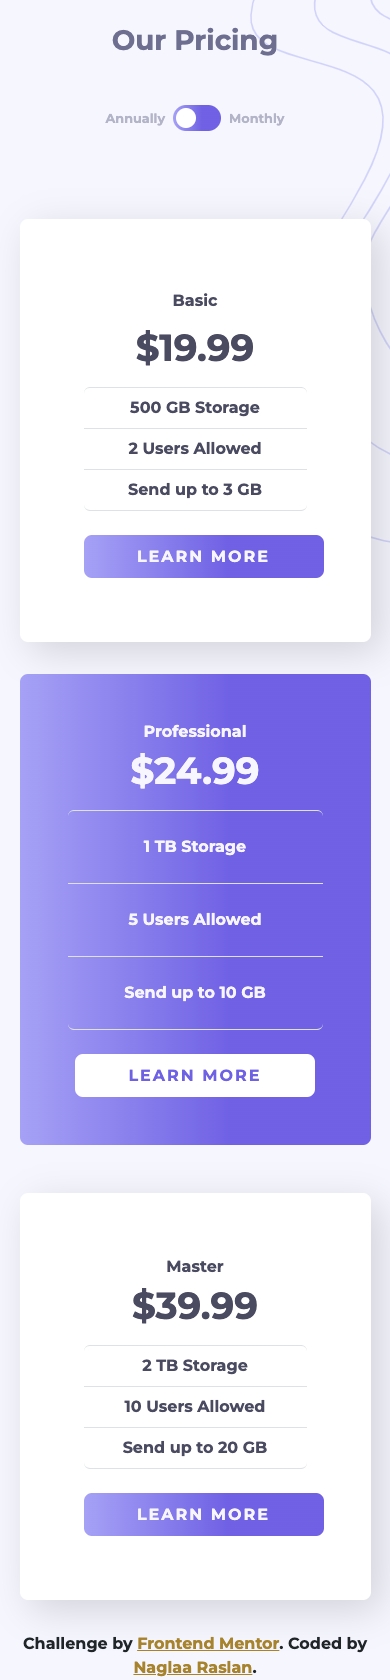 Our Pricing
Annually Monthly
Basic
$19.99
500 GB Storage
2 Users Allowed
Send up to 3 GB
LEARN MORE
Professional
$24.99
1 TB Storage
5 Users Allowed
Send up to 10 GB
LEARN MORE
Master
$39.99
2 TB Storage
10 Users Allowed
Send up to 20 GB
LEARN MORE
Challenge by Frontend Mentor. Coded by
Naglaa Raslan.